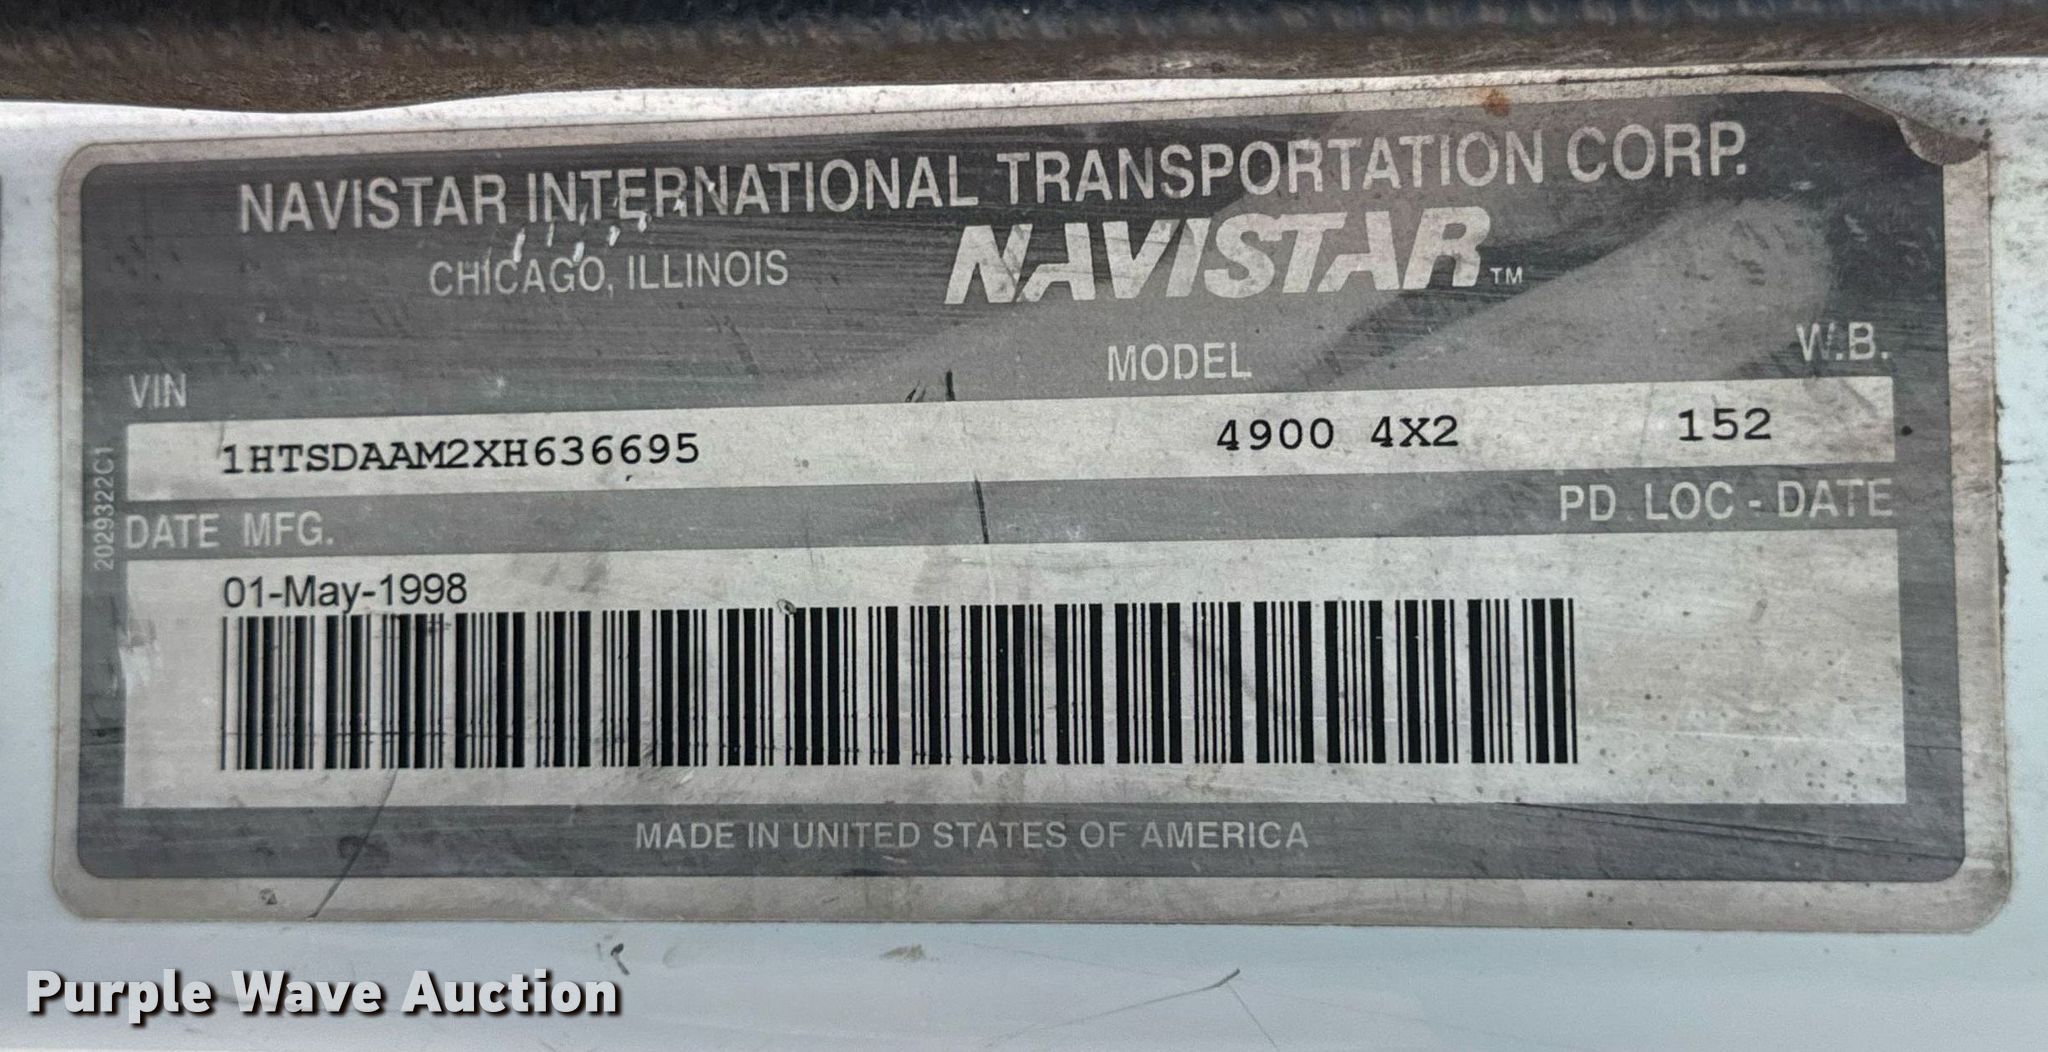 NAVISTAR INTERNATIONAL TRANSPORTATION CORP.
CHICAGO, ILLINOIS
NAVISTAR™
VIN
MODEL
W.B.
1HTSDAAM2XH636695
4900 4X2
152
DATE MFG.
PD. LOC - DATE
01-May-1998
2029322C1
MADE IN UNITED STATES OF AMERICA
Purple Wave Auction